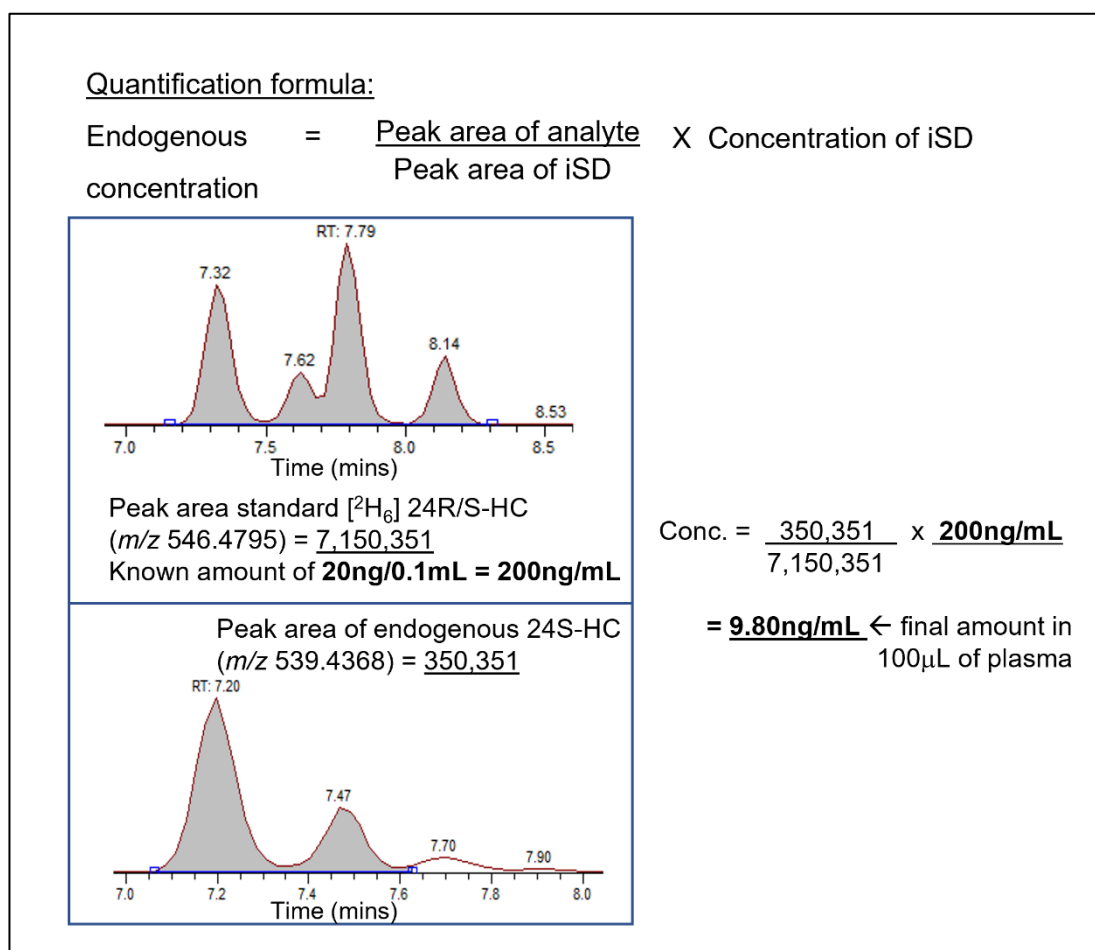 Quantification formula:
Endogenous = Peak area of analyte X Concentration of iSD
concentration Peak area of iSD
RT: 7.79
7.32
7.62
8.14
8.53
7.0 7.5 8.0 8.5
Time (mins)
Peak area standard [²H₆] 24R/S-HC
(m/z 546.4795) = 7,150,351
Known amount of 20ng/0.1mL = 200ng/mL
Conc. = 350,351 x 200ng/mL
7,150,351
= 9.80ng/mL ← final amount in
100μL of plasma
Peak area of endogenous 24S-HC
(m/z 539.4368) = 350,351
RT: 7.20
7.47
7.70
7.90
7.0 7.2 7.4 7.6 7.8 8.0
Time (mins)